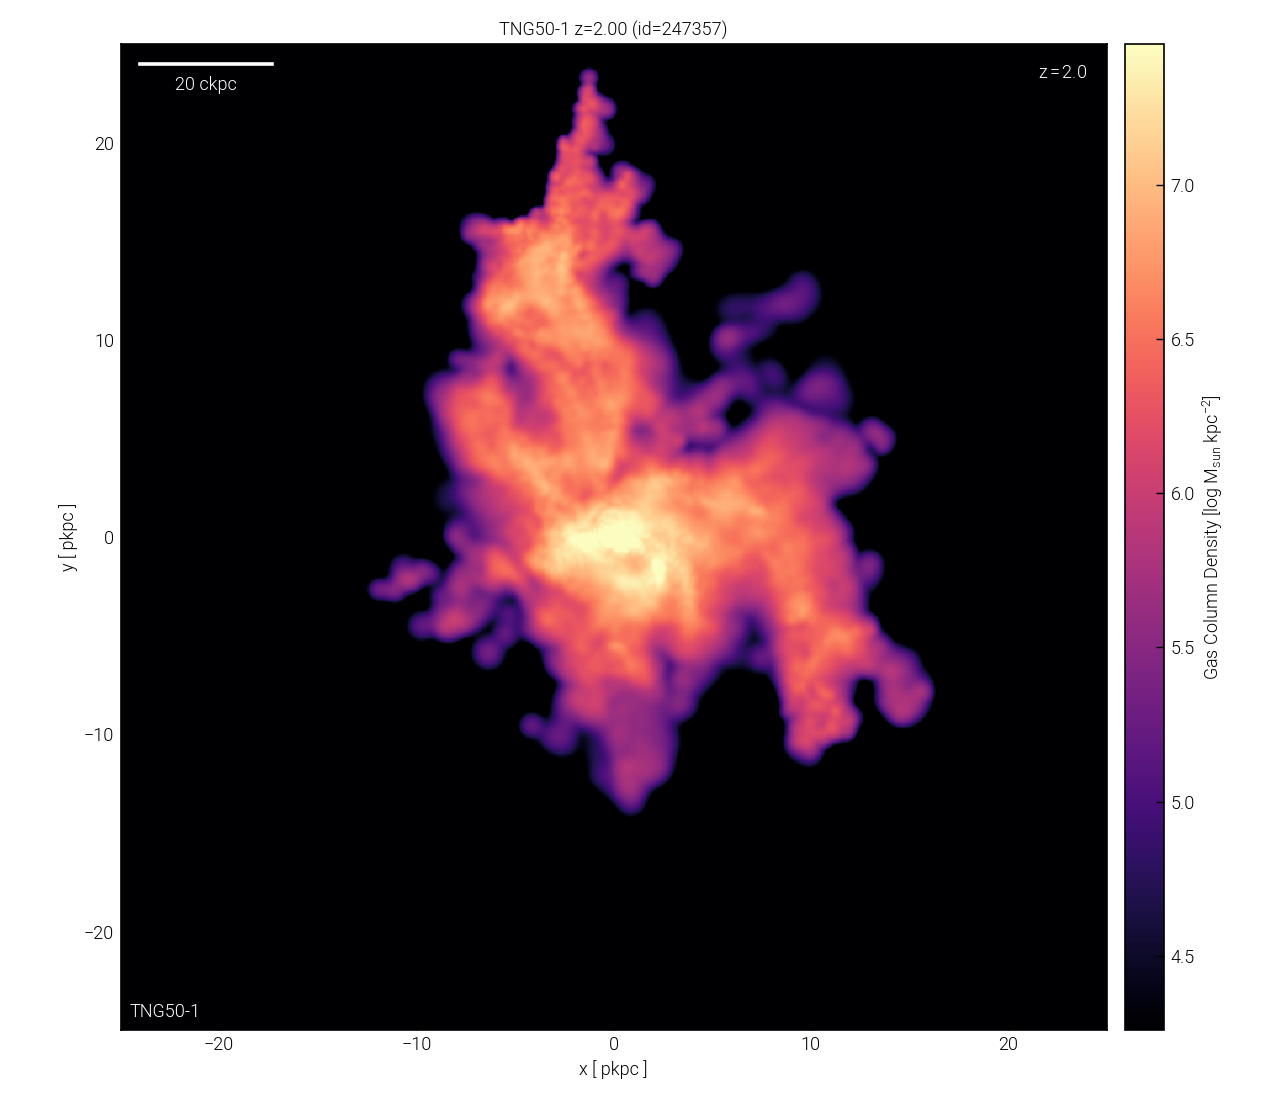 TNG50-1 z=2.00 (id=247357)
20 ckpc
z=2.0
TNG50-1
20
10
0
−10
−20
y [ pkpc ]
−20
−10
0
10
20
x [ pkpc ]
7.0
6.5
6.0
5.5
5.0
4.5
Gas Column Density [log M_sun kpc⁻²]